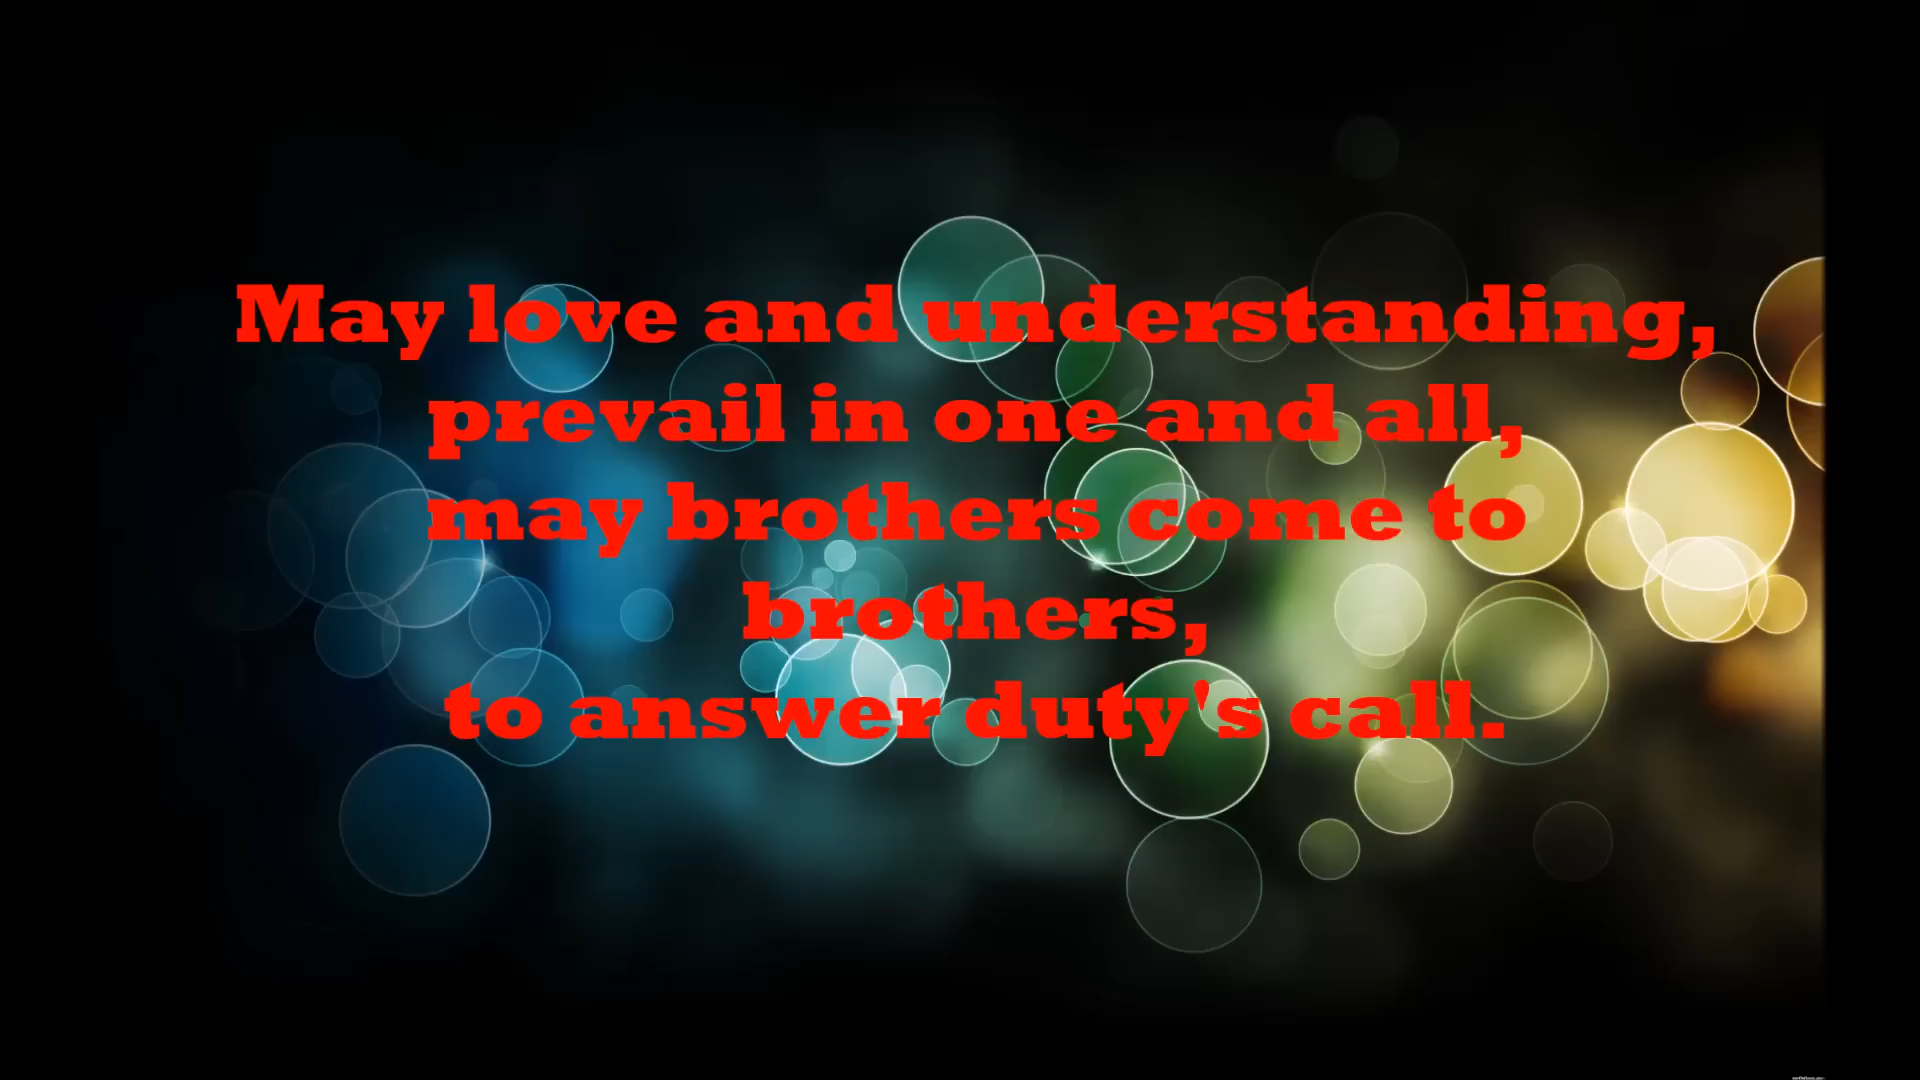 May love and understanding,
prevail in one and all,
may brothers come to
brothers,
to answer duty's call.